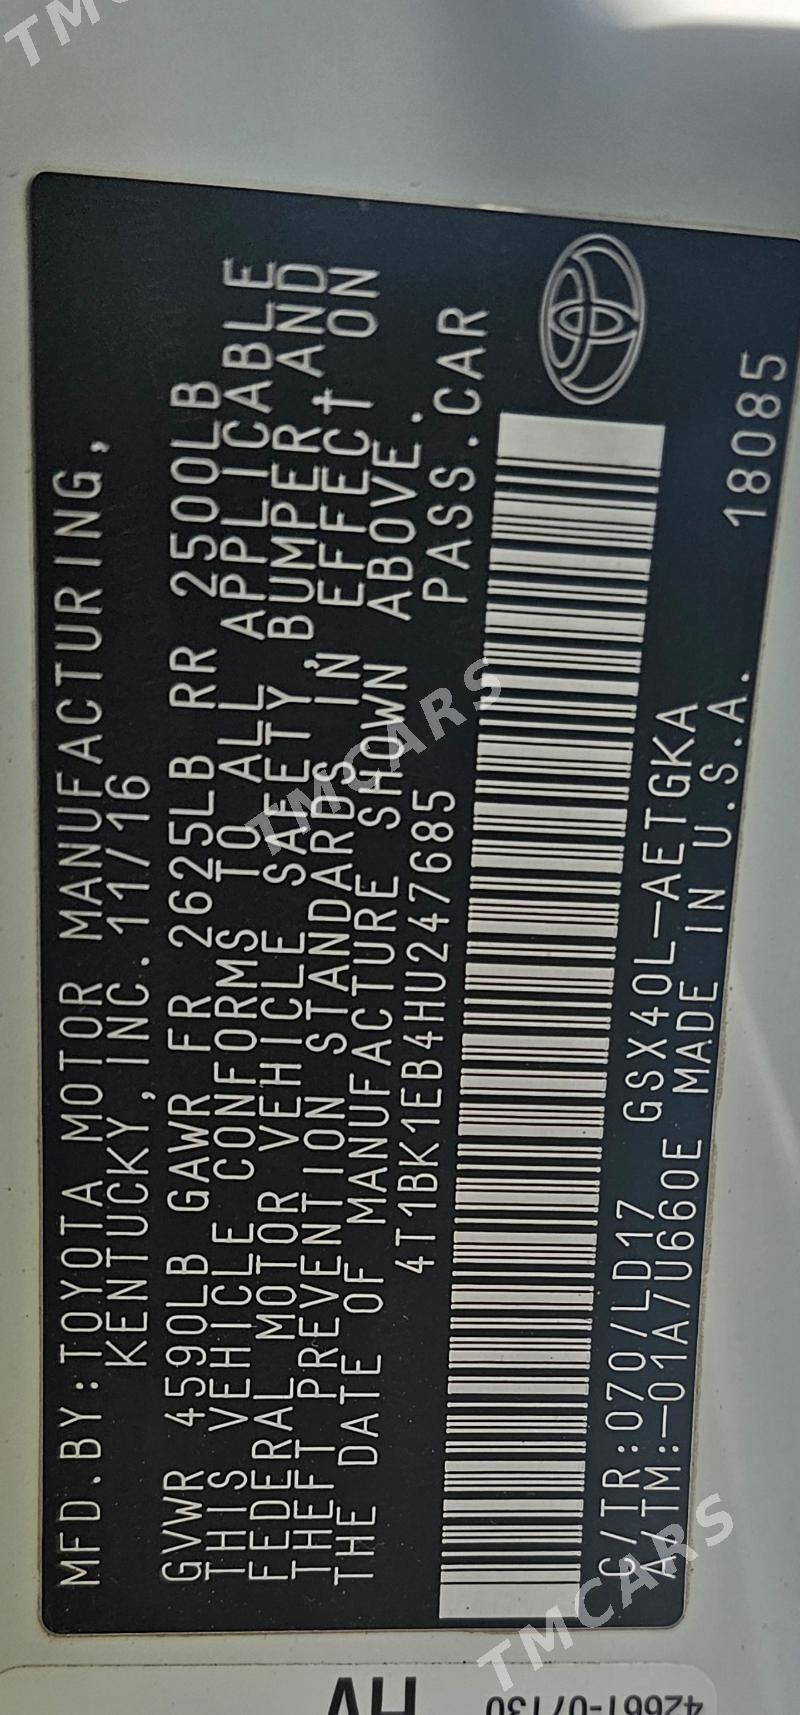 MFD.BY:TOYOTA MOTOR MANUFACTURING,
KENTUCKY,INC. 11/16
GVWR 4590LB GAWR FR 2625LB RR 2500LB
THIS VEHICLE CONFORMS TO ALL APPLICABLE
FEDERAL MOTOR VEHICLE SAFETY,BUMPER,AND
THEFT PREVENTION STANDARDS IN EFFECT ON
THE DATE OF MANUFACTURE SHOWN ABOVE.
4T1BK1EB4HU247685 PASS.CAR
C/TR:070/LD17 GSX40L-AETGKA
A/TM:-01A/U660E MADE IN U.S.A. 18085
HV
42661-07130
TMCARS
TMCARS
TMCARS